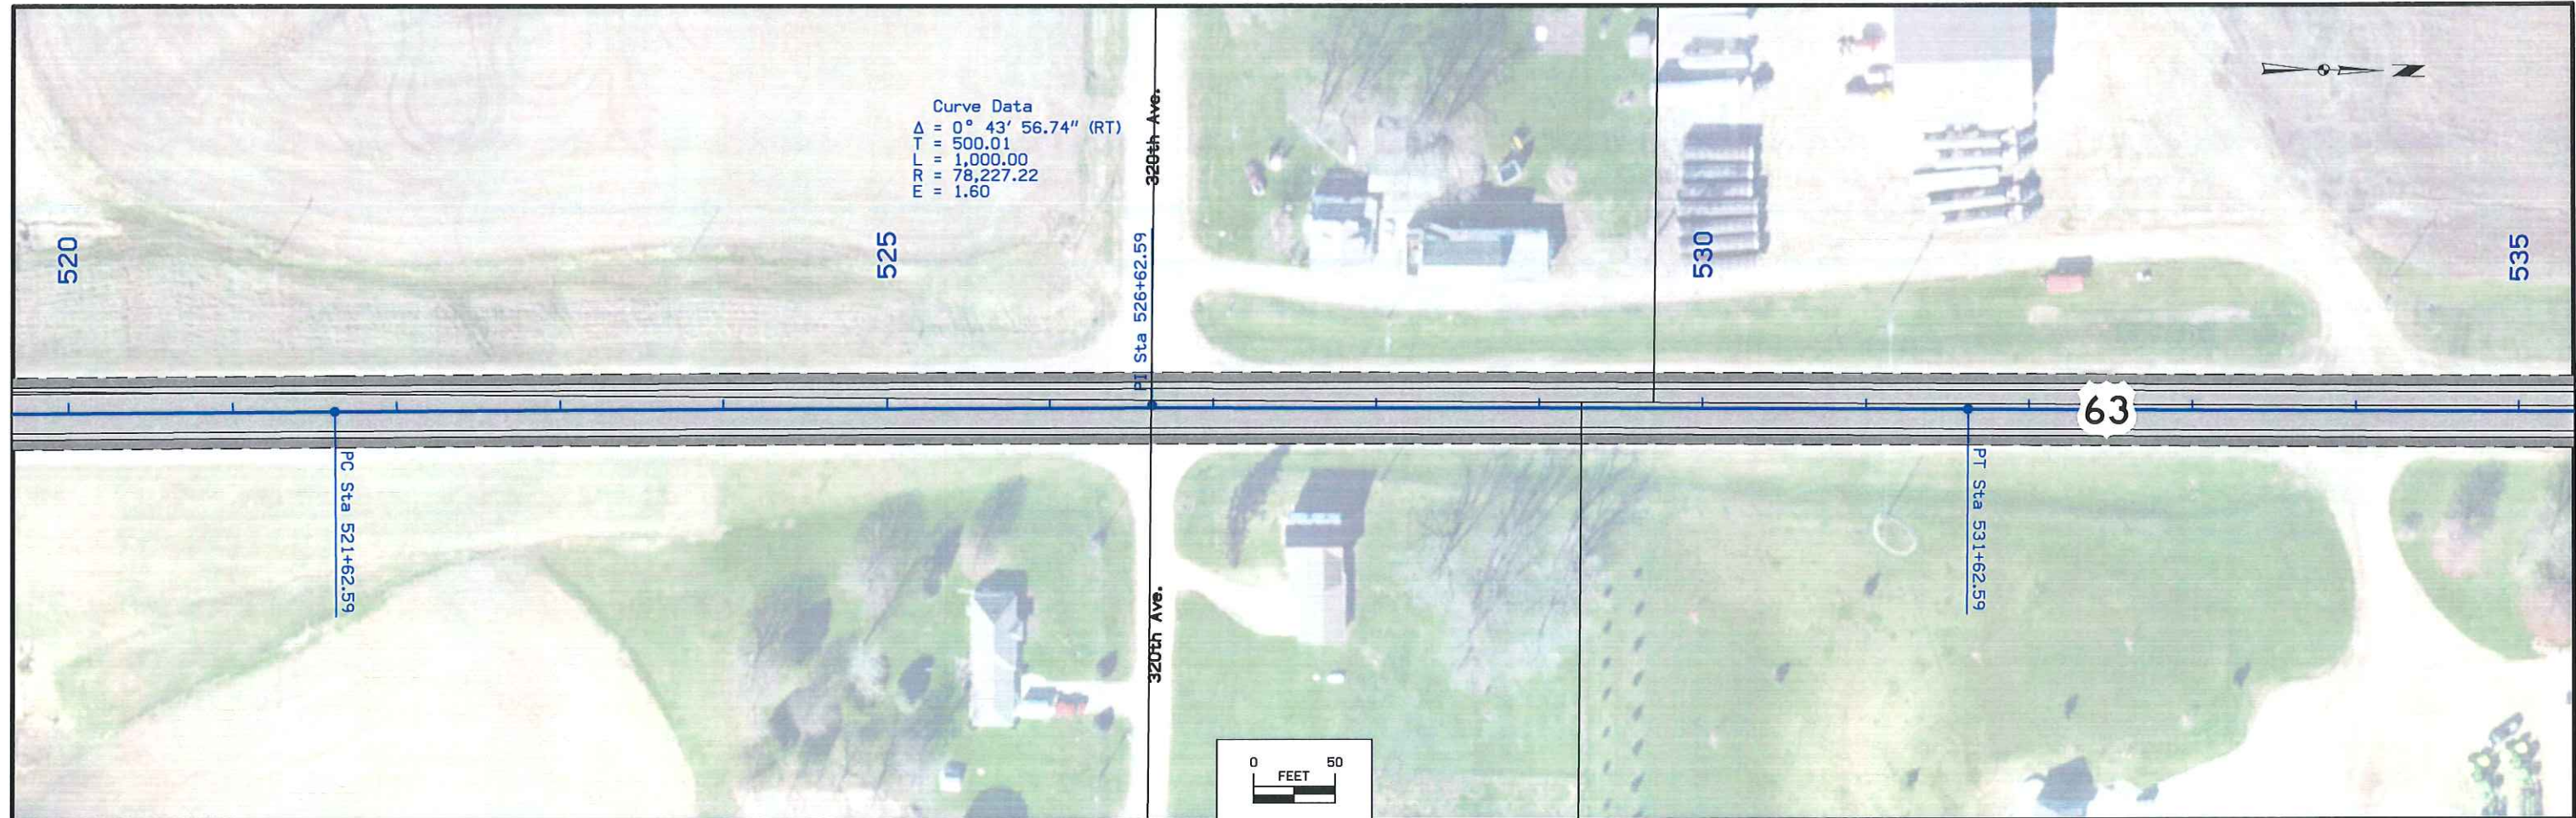 Curve Data
Δ = 0° 43' 56.74" (RT)
T = 500.01
L = 1,000.00
R = 78,227.22
E = 1.60
320th Ave.
520
525
PI Sta 526+62.59
530
535
N
63
PC Sta 521+62.59
320th Ave.
PT Sta 531+62.59
0 50
FEET